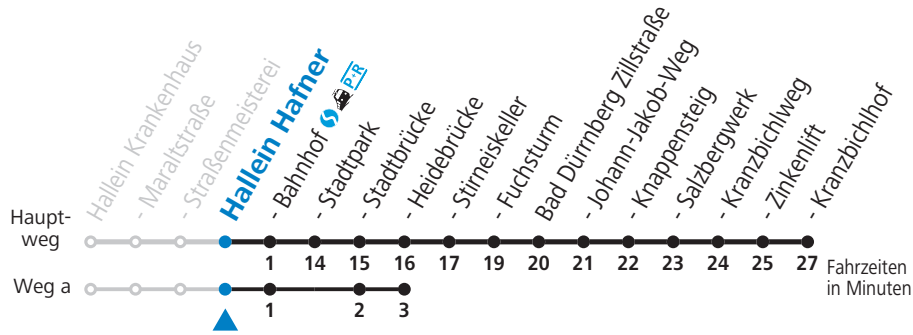 Hallein Krankenhaus
- Maraltstraße
- Straßenmeisterei
Hallein Hafner
- Bahnhof S P+R
- Stadtpark
- Stadtbrücke
- Heidebrücke
- Stirneiskeller
- Fuchsturm
Bad Dürrnberg Zillstraße
- Johann-Jakob-Weg
- Knappensteig
- Salzbergwerk
- Kranzbichlweg
- Zinkenlift
- Kranzbichlhof
Haupt-
weg
1 14 15 16 17 19 20 21 22 23 24 25 27
Fahrzeiten
in Minuten
Weg a
1 2 3